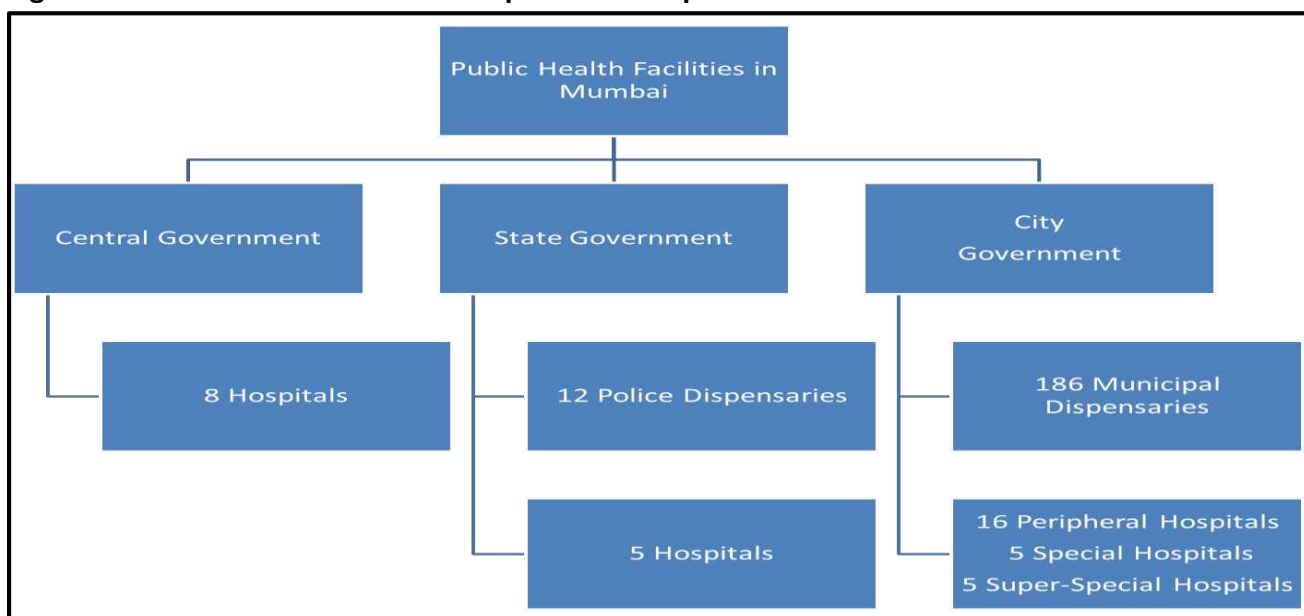 Public Health Facilities in
Mumbai
Central Government
State Government
City
Government
8 Hospitals
12 Police Dispensaries
186 Municipal
Dispensaries
5 Hospitals
16 Peripheral Hospitals
5 Special Hospitals
5 Super-Special Hospitals